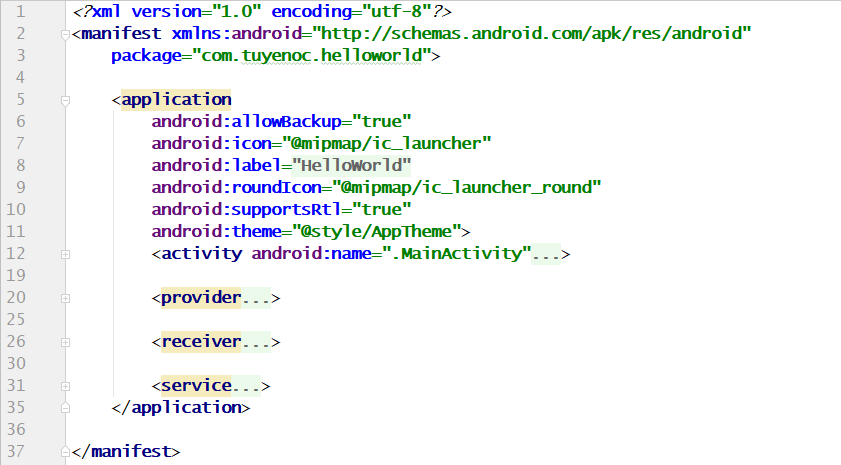 1 <?xml version="1.0" encoding="utf-8"?>
2 <manifest xmlns:android="http://schemas.android.com/apk/res/android"
3     package="com.tuyenoc.helloworld">
4
5     <application
6         android:allowBackup="true"
7         android:icon="@mipmap/ic_launcher"
8         android:label="HelloWorld"
9         android:roundIcon="@mipmap/ic_launcher_round"
10         android:supportsRtl="true"
11         android:theme="@style/AppTheme">
12         <activity android:name=".MainActivity"...>
19
20         <provider...>
25
26         <receiver...>
30
31         <service...>
35     </application>
36
37 </manifest>